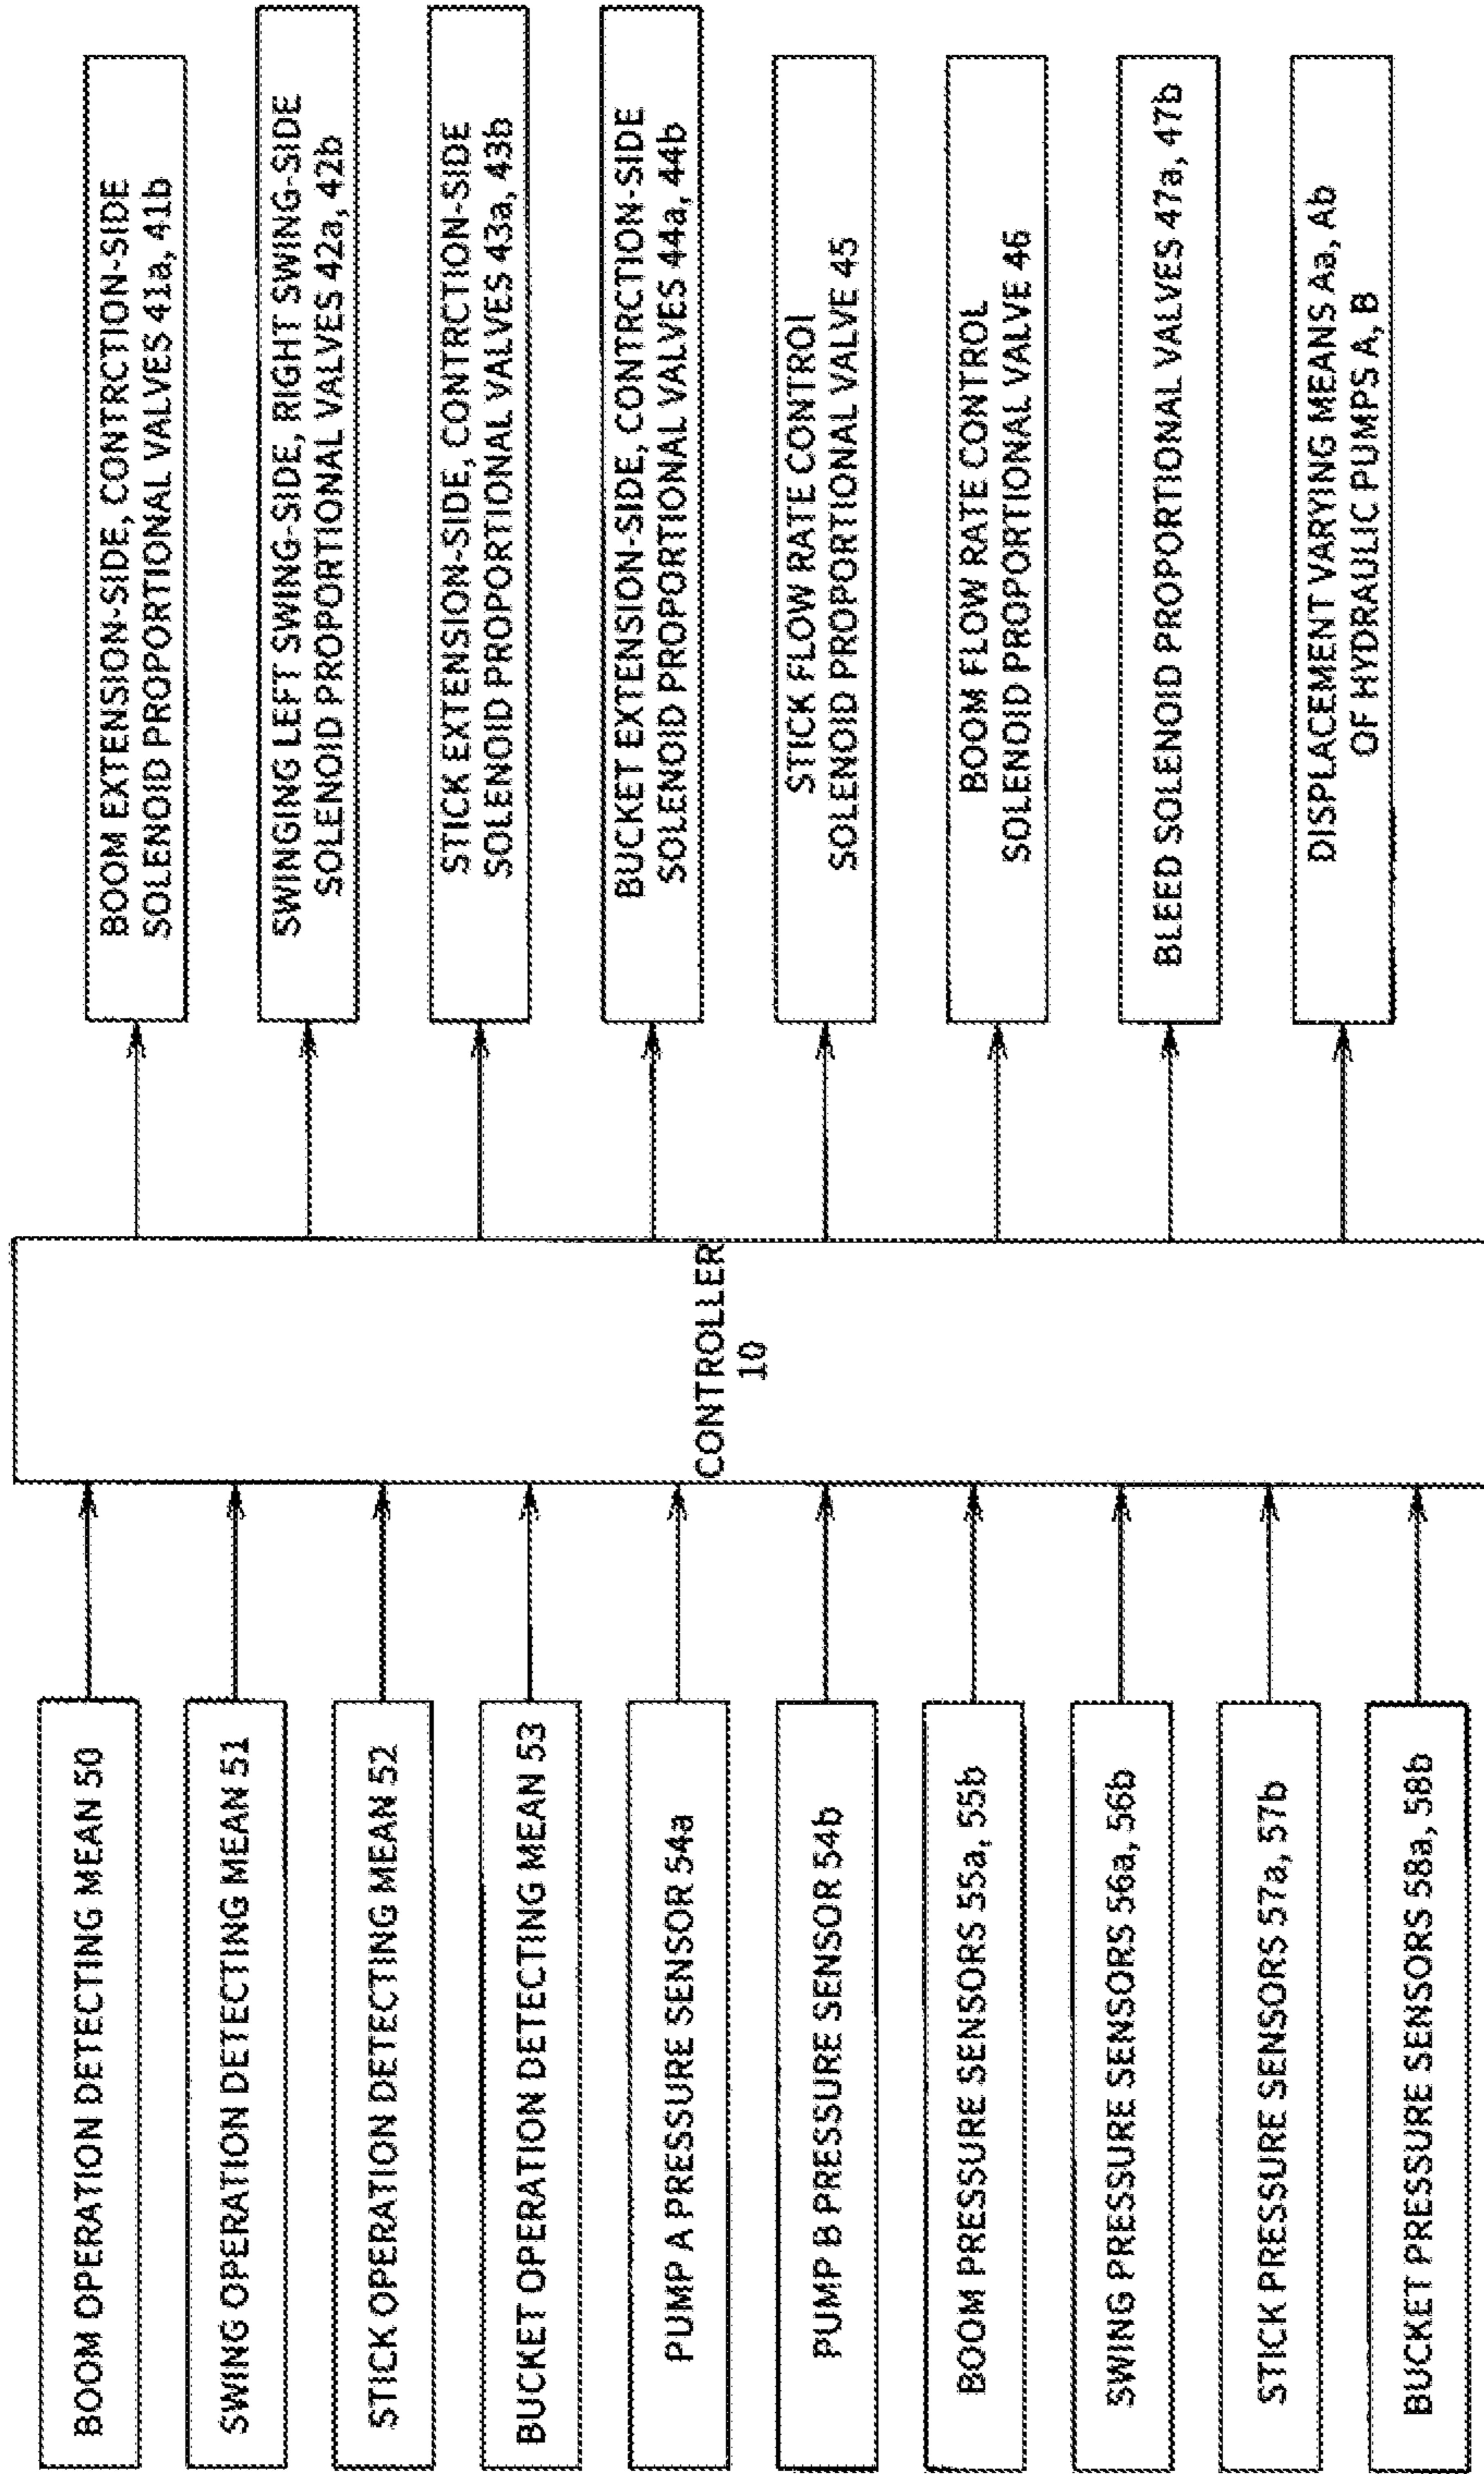 BOOM OPERATION DETECTING MEAN 50
SWING OPERATION DETECTING MEAN 51
STICK OPERATION DETECTING MEAN 52
BUCKET OPERATION DETECTING MEAN 53
PUMP A PRESSURE SENSOR 54a
PUMP B PRESSURE SENSOR 54b
BOOM PRESSURE SENSORS 55a, 55b
SWING PRESSURE SENSORS 56a, 56b
STICK PRESSURE SENSORS 57a, 57b
BUCKET PRESSURE SENSORS 58a, 58b
CONTROLLER
10
BOOM EXTENSION-SIDE, CONTRCTION-SIDE
SOLENOID PROPORTIONAL VALVES 41a, 41b
SWINGING LEFT SWING-SIDE, RIGHT SWING-SIDE
SOLENOID PROPORTIONAL VALVES 42a, 42b
STICK EXTENSION-SIDE, CONTRCTION-SIDE
SOLENOID PROPORTIONAL VALVES 43a, 43b
BUCKET EXTENSION-SIDE, CONTRCTION-SIDE
SOLENOID PROPORTIONAL VALVES 44a, 44b
STICK FLOW RATE CONTROl
SOLENOID PROPORTIONAL VALVE 45
BOOM FLOW RATE CONTROL
SOLENOID PROPORTIONAL VALVE 46
BLEED SOLENOID PROPORTIONAL VALVES 47a, 47b
DISPLACEMENT VARYING MEANS Aa, Ab
OF HYDRAULIC PUMPS A, B